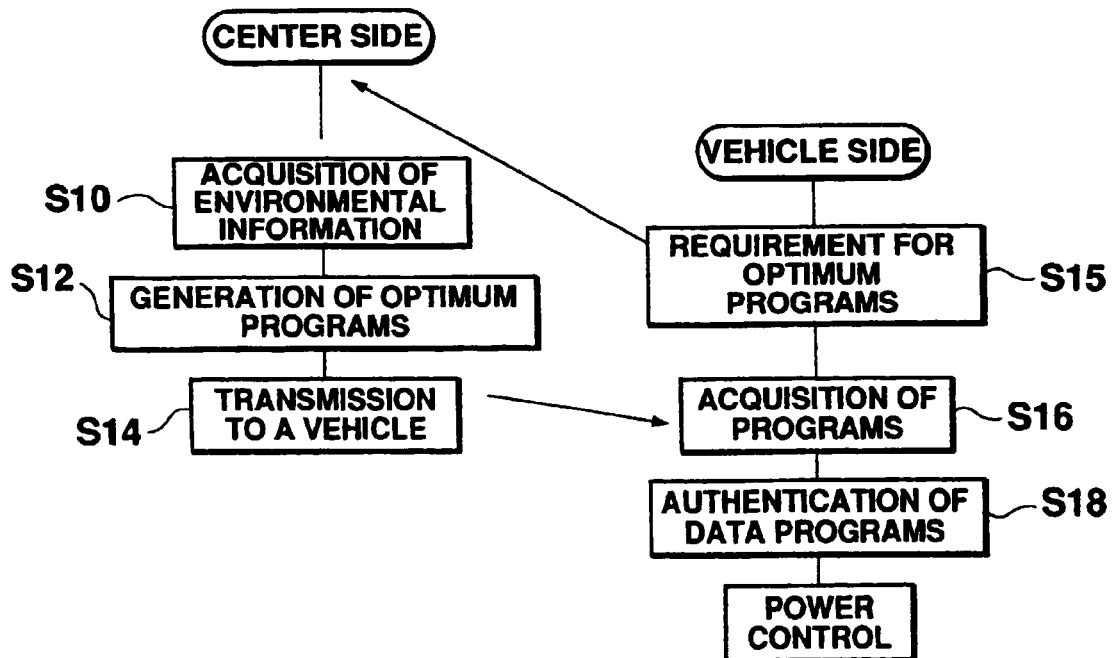 CENTER SIDE
S10
ACQUISITION OF
ENVIRONMENTAL
INFORMATION
S12
GENERATION OF OPTIMUM
PROGRAMS
S14
TRANSMISSION
TO A VEHICLE
VEHICLE SIDE
REQUIREMENT FOR
OPTIMUM
PROGRAMS
S15
ACQUISITION OF
PROGRAMS
S16
AUTHENTICATION OF
DATA PROGRAMS
S18
POWER
CONTROL